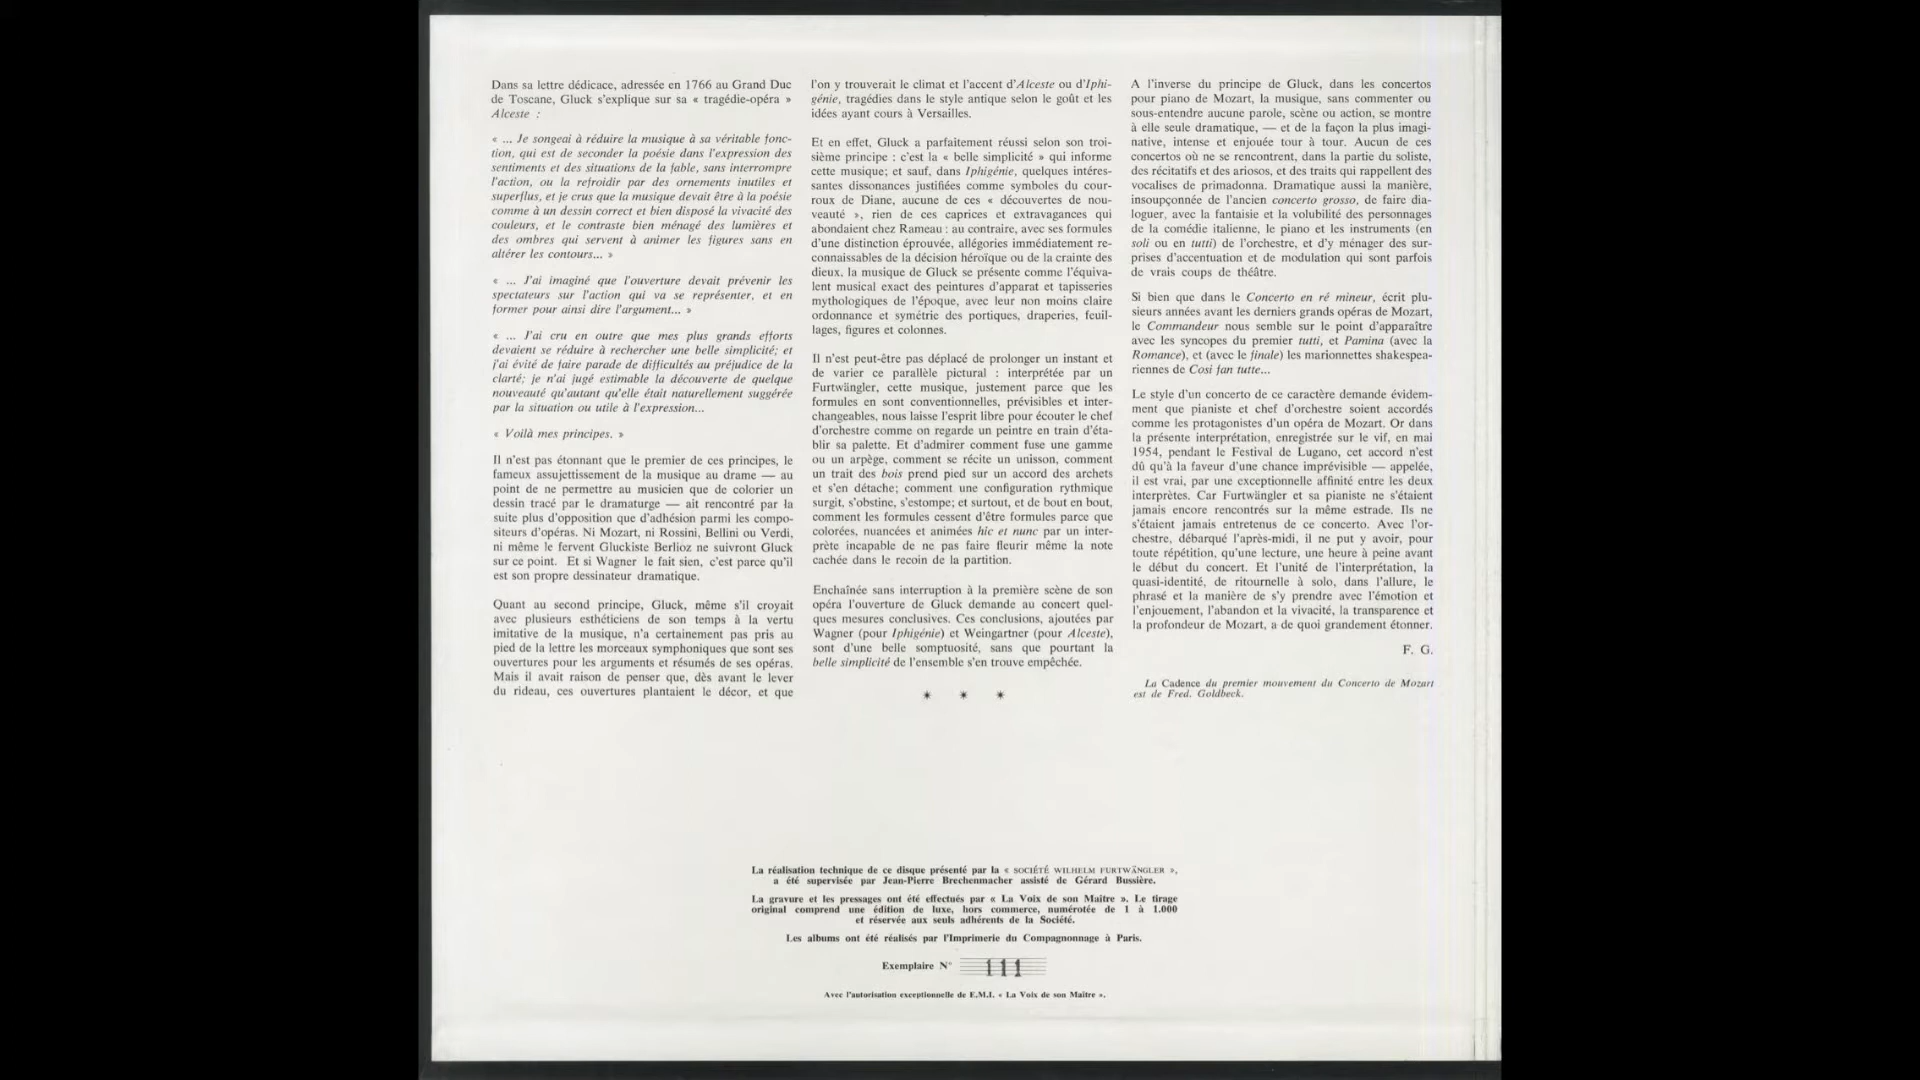 Dans sa lettre dédicace, adressée en 1766 au Grand Duc
de Toscane, Gluck s'explique sur sa « tragédie-opéra »
Alceste :
« ... Je songeai à réduire la musique à sa véritable fonc-
tion, qui est de seconder la poésie dans l'expression des
sentiments et des situations de la fable, sans interrompre
l'action, ou la refroidir par des ornements inutiles et
superflus, et je crus que la musique devait être à la poésie
comme à un dessin correct et bien disposé la vivacité des
couleurs, et le contraste bien ménagé des lumières et
des ombres qui servent à animer les figures sans en
altérer les contours... »
« ... J'ai imaginé que l'ouverture devait prévenir les
spectateurs sur l'action qui va se représenter, et en
former pour ainsi dire l'argument... »
« ... J'ai cru en outre que mes plus grands efforts
devaient se réduire à rechercher une belle simplicité; et
j'ai évité de faire parade de difficultés au préjudice de la
clarté; je n'ai jugé estimable la découverte de quelque
nouveauté qu'autant qu'elle était naturellement suggérée
par la situation ou utile à l'expression...
« Voilà mes principes. »
Il n'est pas étonnant que le premier de ces principes, le
fameux assujettissement de la musique au drame — au
point de ne permettre au musicien que de colorier un
dessin tracé par le dramaturge — ait rencontré par la
suite plus d'opposition que d'adhésion parmi les compo-
siteurs d'opéras. Ni Mozart, ni Rossini, Bellini ou Verdi,
ni même le fervent Gluckiste Berlioz ne suivront Gluck
sur ce point. Et si Wagner le fait sien, c'est parce qu'il
est son propre dessinateur dramatique.
Quant au second principe, Gluck, même s'il croyait
avec plusieurs esthéticiens de son temps à la vertu
imitative de la musique, n'a certainement pas pris au
pied de la lettre les morceaux symphoniques que sont ses
ouvertures pour les arguments et résumés de ses opéras.
Mais il avait raison de penser que, dès avant le lever
du rideau, ces ouvertures plantaient le décor, et que
l'on y trouverait le climat et l'accent d'Alceste ou d'Iphi-
génie, tragédies dans le style antique selon le goût et les
idées ayant cours à Versailles.
Et en effet, Gluck a parfaitement réussi selon son troi-
sième principe : c'est la « belle simplicité » qui informe
cette musique; et sauf, dans Iphigénie, quelques intéres-
santes dissonances justifiées comme symboles du cour-
roux de Diane, aucune de ces « découvertes de nou-
veauté », rien de ces caprices et extravagances qui
abondaient chez Rameau : au contraire, avec ses formules
d'une distinction éprouvée, allégories immédiatement re-
connaissables de la décision héroïque ou de la crainte des
dieux, la musique de Gluck se présente comme l'équiva-
lent musical exact des peintures d'apparat et tapisseries
mythologiques de l'époque, avec leur non moins claire
ordonnance et symétrie des portiques, draperies, feuil-
lages, figures et colonnes.
Il n'est peut-être pas déplacé de prolonger un instant et
de varier ce parallèle pictural : interprétée par un
Furtwängler, cette musique, justement parce que les
formules en sont conventionnelles, prévisibles et inter-
changeables, nous laisse l'esprit libre pour écouter le chef
d'orchestre comme on regarde un peintre en train d'éta-
blir sa palette. Et d'admirer comment fuse une gamme
ou un arpège, comment se récite un unisson, comment
un trait des bois prend pied sur un accord des archets
et s'en détache; comment une configuration rythmique
surgit, s'obstine, s'estompe; et surtout, et de bout en bout,
comment les formules cessent d'être formules parce que
colorées, nuancées et animées hic et nunc par un inter-
prète incapable de ne pas faire fleurir même la note
cachée dans le recoin de la partition.
Enchaînée sans interruption à la première scène de son
opéra l'ouverture de Gluck demande au concert quel-
ques mesures conclusives. Ces conclusions, ajoutées par
Wagner (pour Iphigénie) et Weingartner (pour Alceste),
sont d'une belle somptuosité, sans que pourtant la
belle simplicité de l'ensemble s'en trouve empêchée.
* * *
A l'inverse du principe de Gluck, dans les concertos
pour piano de Mozart, la musique, sans commenter ou
sous-entendre aucune parole, scène ou action, se montre
à elle seule dramatique, — et de la façon la plus imagi-
native, intense et enjouée tour à tour. Aucun de ces
concertos où ne se rencontrent, dans la partie du soliste,
des récitatifs et des ariosos, et des traits qui rappellent des
vocalises de primadonna. Dramatique aussi la manière,
insoupçonnée de l'ancien concerto grosso, de faire dia-
loguer, avec la fantaisie et la volubilité des personnages
de la comédie italienne, le piano et les instruments (en
soli ou en tutti) de l'orchestre, et d'y ménager des sur-
prises d'accentuation et de modulation qui sont parfois
de vrais coups de théâtre.
Si bien que dans le Concerto en ré mineur, écrit plu-
sieurs années avant les derniers grands opéras de Mozart,
le Commandeur nous semble sur le point d'apparaître
avec les syncopes du premier tutti, et Pamina (avec la
Romance), et (avec le finale) les marionnettes shakespea-
riennes de Cosi fan tutte...
Le style d'un concerto de ce caractère demande évidem-
ment que pianiste et chef d'orchestre soient accordés
comme les protagonistes d'un opéra de Mozart. Or dans
la présente interprétation, enregistrée sur le vif, en mai
1954, pendant le Festival de Lugano, cet accord n'est
dû qu'à la faveur d'une chance imprévisible — appelée,
il est vrai, par une exceptionnelle affinité entre les deux
interprètes. Car Furtwängler et sa pianiste ne s'étaient
jamais encore rencontrés sur la même estrade. Ils ne
s'étaient jamais entretenus de ce concerto. Avec l'or-
chestre, débarqué l'après-midi, il ne put y avoir, pour
toute répétition, qu'une lecture, une heure à peine avant
le début du concert. Et l'unité de l'interprétation, la
quasi-identité, de ritournelle à solo, dans l'allure, le
phrasé et la manière de s'y prendre avec l'émotion et
l'enjouement, l'abandon et la vivacité, la transparence et
la profondeur de Mozart, a de quoi grandement étonner.
F. G.
La Cadence du premier mouvement du Concerto de Mozart
est de Fred. Goldbeck.
La réalisation technique de ce disque présenté par la « SOCIÉTÉ WILHELM FURTWÄNGLER »,
a été supervisée par Jean-Pierre Brechenmacher assisté de Gérard Bussière.
La gravure et les pressages ont été effectués par « La Voix de son Maître ». Le tirage
original comprend une édition de luxe, hors commerce, numérotée de 1 à 1.000
et réservée aux seuls adhérents de la Société.
Les albums ont été réalisés par l'Imprimerie du Compagnonnage à Paris.
Exemplaire N° 111
Avec l'autorisation exceptionnelle de E.M.I. « La Voix de son Maître ».